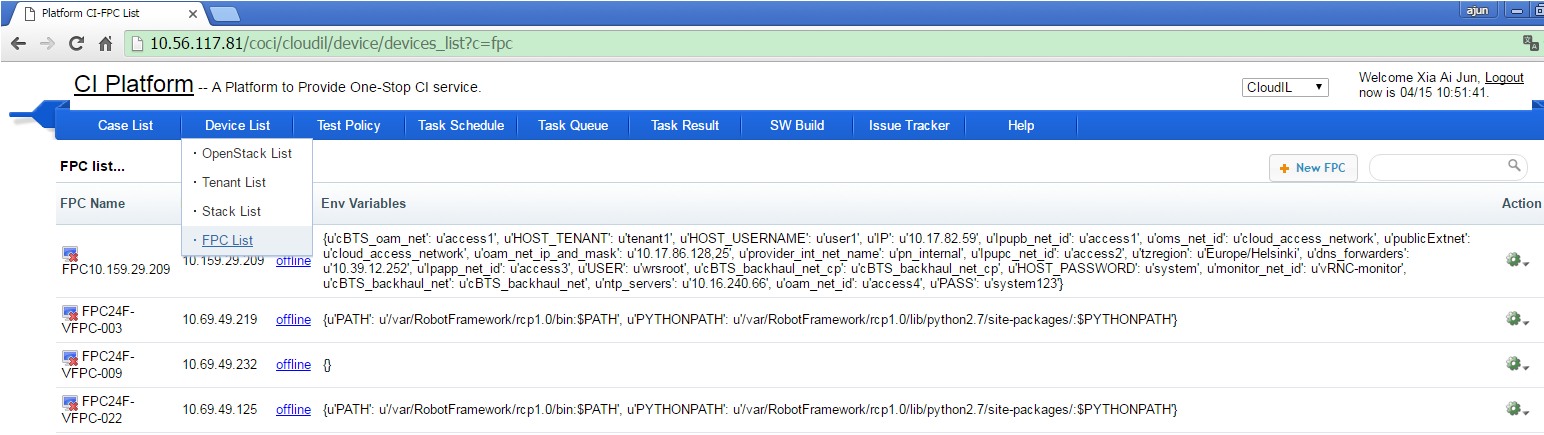 Platform CI-FPC List
ajun
10.56.117.81/coci/cloudil/device/devices_list?c=fpc
CI Platform -- A Platform to Provide One-Stop CI service.
CloudIL
Welcome Xia Ai Jun, Logout
now is 04/15 10:51:41.
Case List
Device List
Test Policy
Task Schedule
Task Queue
Task Result
SW Build
Issue Tracker
Help
· OpenStack List
· Tenant List
· Stack List
· FPC List
FPC list...
New FPC
FPC Name
Env Variables
Action
FPC10.159.29.209
10.159.29.209
offline
{u'cBTS_oam_net': u'access1', u'HOST_TENANT': u'tenant1', u'HOST_USERNAME': u'user1', u'IP': u'10.17.82.59', u'lpupb_net_id': u'access1', u'oms_net_id': u'cloud_access_network', u'publicExtnet':
u'cloud_access_network', u'oam_net_ip_and_mask': u'10.17.86.128,25', u'provider_int_net_name': u'pn_internal', u'lpupc_net_id': u'access2', u'tzregion': u'Europe/Helsinki', u'dns_forwarders':
u'10.39.12.252', u'lpapp_net_id': u'access3', u'USER': u'wrsroot', u'cBTS_backhaul_net_cp': u'cBTS_backhaul_net_cp', u'HOST_PASSWORD': u'system', u'monitor_net_id': u'vRNC-monitor',
u'cBTS_backhaul_net': u'cBTS_backhaul_net', u'ntp_servers': u'10.16.240.66', u'oam_net_id': u'access4', u'PASS': u'system123'}
FPC24F-
VFPC-003
10.69.49.219
offline
{u'PATH': u'/var/RobotFramework/rcp1.0/bin:$PATH', u'PYTHONPATH': u'/var/RobotFramework/rcp1.0/lib/python2.7/site-packages/:$PYTHONPATH'}
FPC24F-
VFPC-009
10.69.49.232
offline
{}
FPC24F-
VFPC-022
10.69.49.125
offline
{u'PATH': u'/var/RobotFramework/rcp1.0/bin:$PATH', u'PYTHONPATH': u'/var/RobotFramework/rcp1.0/lib/python2.7/site-packages/:$PYTHONPATH'}